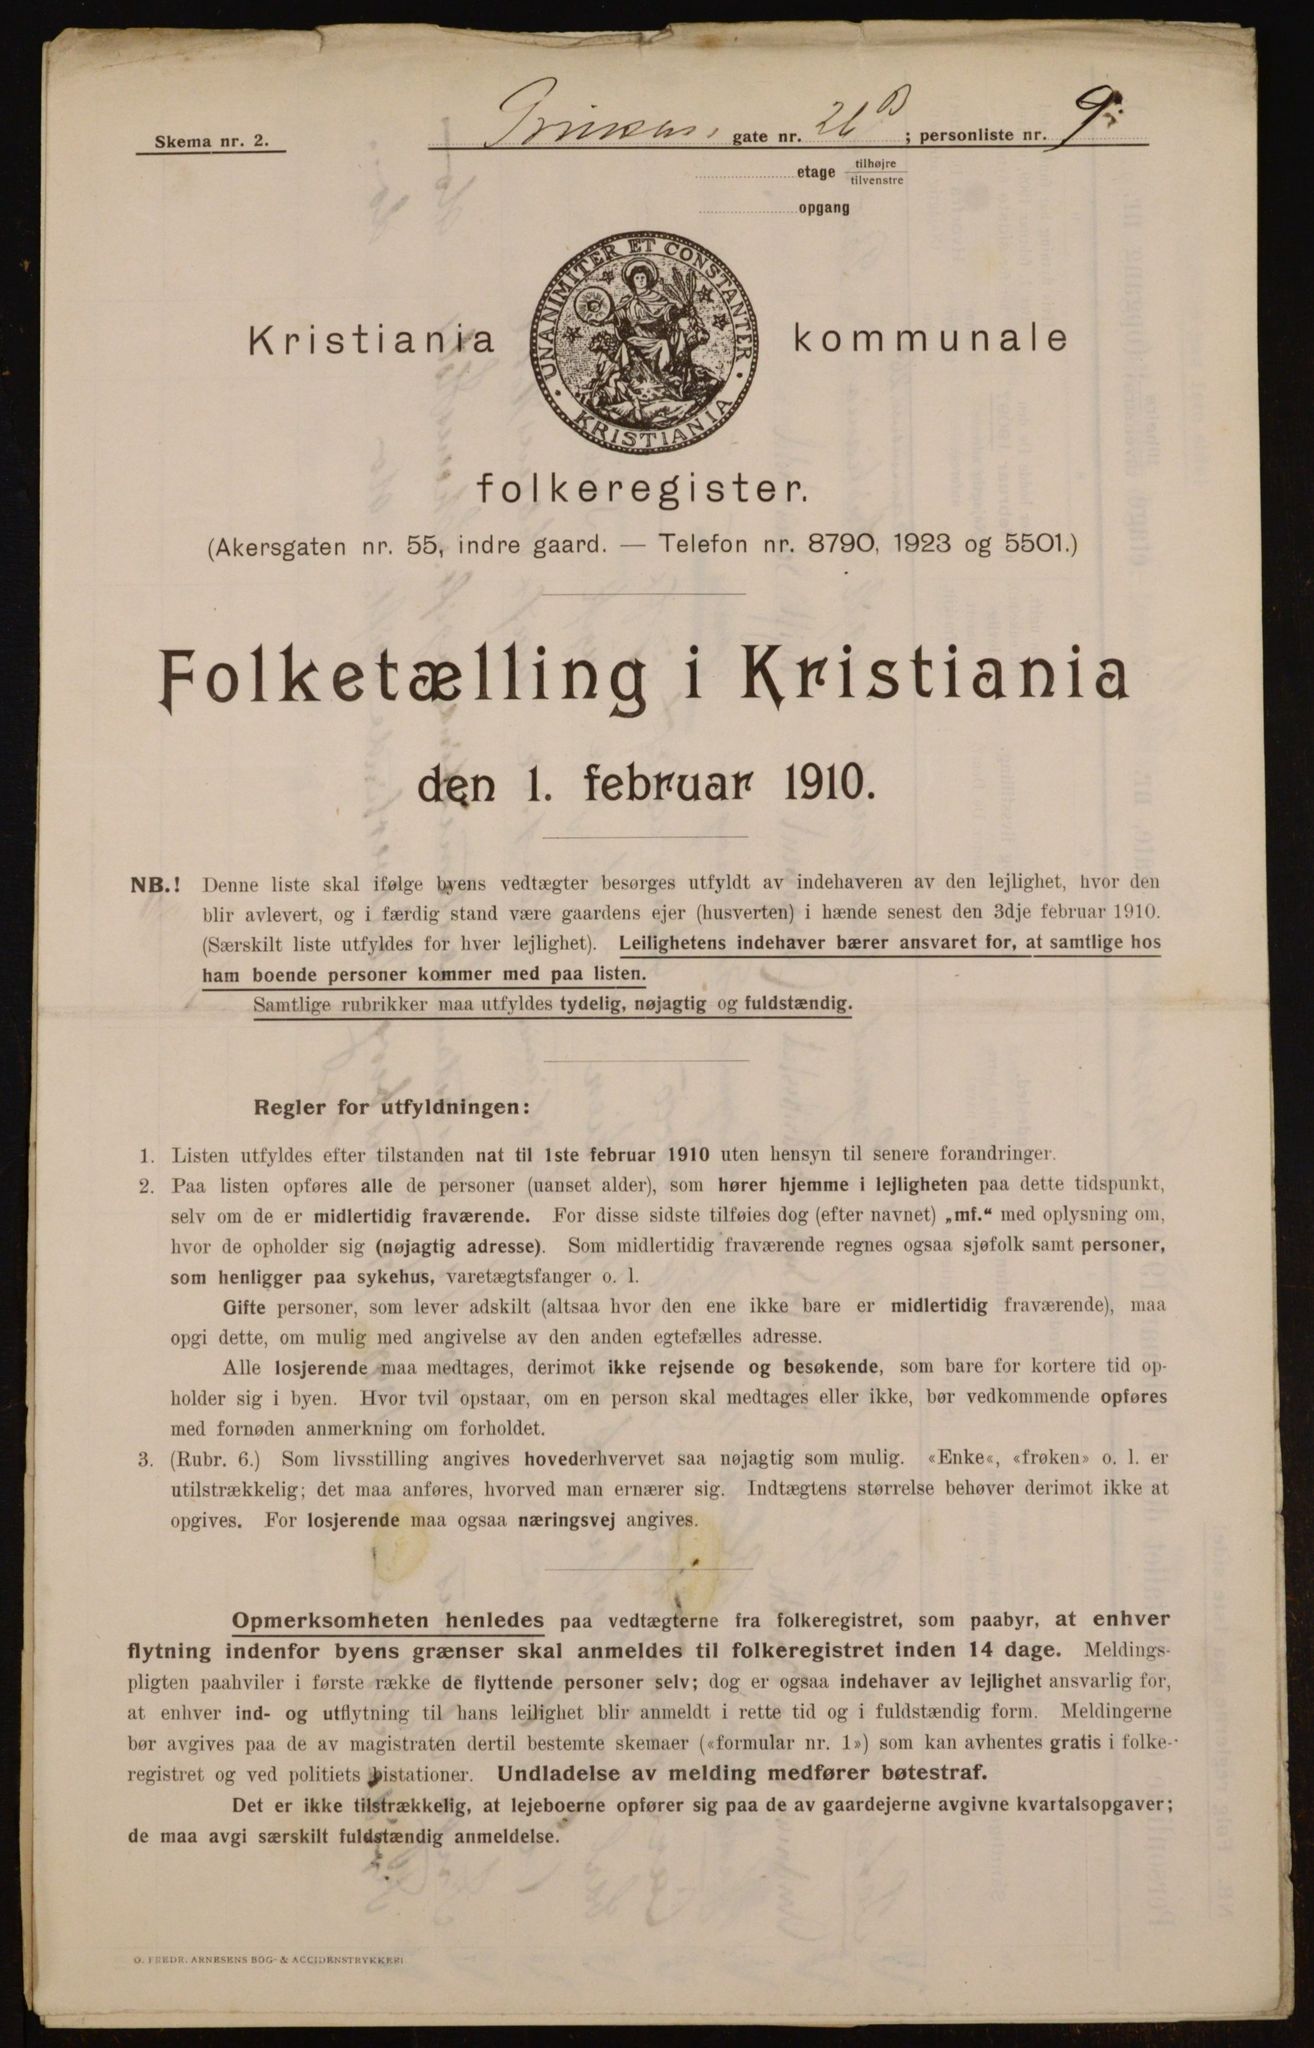 Skema nr. 2.
gate nr. 26 B ; personliste nr. 9
etage tilhøjre
tilvenstre
opgang
UNANIMITER ET CONSTANTER · KRISTIANIA ·
Kristiania kommunale
folkeregister.
(Akersgaten nr. 55, indre gaard. — Telefon nr. 8790, 1923 og 5501.)
Folketælling i Kristiania
den 1. februar 1910.
NB.! Denne liste skal ifølge byens vedtægter besørges utfyldt av indehaveren av den lejlighet, hvor den
blir avlevert, og i færdig stand være gaardens ejer (husverten) i hænde senest den 3dje februar 1910.
(Særskilt liste utfyldes for hver lejlighet). Leilighetens indehaver bærer ansvaret for, at samtlige hos
ham boende personer kommer med paa listen.
Samtlige rubrikker maa utfyldes tydelig, nøjagtig og fuldstændig.
Regler for utfyldningen:
1. Listen utfyldes efter tilstanden nat til 1ste februar 1910 uten hensyn til senere forandringer.
2. Paa listen opføres alle de personer (uanset alder), som hører hjemme i lejligheten paa dette tidspunkt,
selv om de er midlertidig fraværende. For disse sidste tilføies dog (efter navnet) „mf.“ med oplysning om,
hvor de opholder sig (nøjagtig adresse). Som midlertidig fraværende regnes ogsaa sjøfolk samt personer,
som henligger paa sykehus, varetægtsfanger o. l.
Gifte personer, som lever adskilt (altsaa hvor den ene ikke bare er midlertidig fraværende), maa
opgi dette, om mulig med angivelse av den anden egtefælles adresse.
Alle losjerende maa medtages, derimot ikke rejsende og besøkende, som bare for kortere tid op-
holder sig i byen. Hvor tvil opstaar, om en person skal medtages eller ikke, bør vedkommende opføres
med fornøden anmerkning om forholdet.
3. (Rubr. 6.) Som livsstilling angives hovederhvervet saa nøjagtig som mulig. «Enke«, «frøken» o. l. er
utilstrækkelig; det maa anføres, hvorved man ernærer sig. Indtægtens størrelse behøver derimot ikke at
opgives. For losjerende maa ogsaa næringsvej angives.
Opmerksomheten henledes paa vedtægterne fra folkeregistret, som paabyr, at enhver
flytning indenfor byens grænser skal anmeldes til folkeregistret inden 14 dage. Meldings-
pligten paahviler i første række de flyttende personer selv; dog er ogsaa indehaver av lejlighet ansvarlig for,
at enhver ind- og utflytning til hans leilighet blir anmeldt i rette tid og i fuldstændig form. Meldingerne
bør avgives paa de av magistraten dertil bestemte skemaer («formular nr. 1») som kan avhentes gratis i folke-
registret og ved politiets bistationer. Undladelse av melding medfører bøtestraf.
Det er ikke tilstrækkelig, at lejeboerne opfører sig paa de av gaardejerne avgivne kvartalsopgaver;
de maa avgi særskilt fuldstændig anmeldelse.
O. FREDR. ARNESENS BOG- & ACCIDENSTRYKKERI